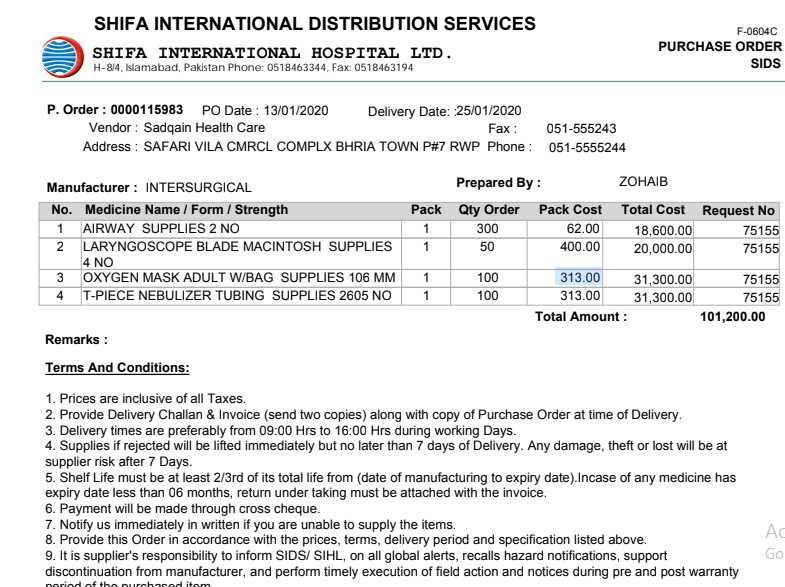 SHIFA INTERNATIONAL DISTRIBUTION SERVICES
F-0604C
SHIFA INTERNATIONAL HOSPITAL LTD.
PURCHASE ORDER
H-8/4, Islamabad, Pakistan Phone: 0518463344, Fax: 0518463194
SIDS
P. Order : 0000115983 PO Date : 13/01/2020 Delivery Date: :25/01/2020
Vendor : Sadqain Health Care Fax : 051-555243
Address : SAFARI VILA CMRCL COMPLX BHRIA TOWN P#7 RWP Phone : 051-5555244
Manufacturer : INTERSURGICAL Prepared By : ZOHAIB
No. Medicine Name / Form / Strength Pack Qty Order Pack Cost Total Cost Request No
1 AIRWAY SUPPLIES 2 NO 1 300 62.00 18,600.00 75155
2 LARYNGOSCOPE BLADE MACINTOSH SUPPLIES 1 50 400.00 20,000.00 75155
4 NO
3 OXYGEN MASK ADULT W/BAG SUPPLIES 106 MM 1 100 313.00 31,300.00 75155
4 T-PIECE NEBULIZER TUBING SUPPLIES 2605 NO 1 100 313.00 31,300.00 75155
Total Amount : 101,200.00
Remarks :
Terms And Conditions:
1. Prices are inclusive of all Taxes.
2. Provide Delivery Challan & Invoice (send two copies) along with copy of Purchase Order at time of Delivery.
3. Delivery times are preferably from 09:00 Hrs to 16:00 Hrs during working Days.
4. Supplies if rejected will be lifted immediately but no later than 7 days of Delivery. Any damage, theft or lost will be at
supplier risk after 7 Days.
5. Shelf Life must be at least 2/3rd of its total life from (date of manufacturing to expiry date).Incase of any medicine has
expiry date less than 06 months, return under taking must be attached with the invoice.
6. Payment will be made through cross cheque.
7. Notify us immediately in written if you are unable to supply the items.
8. Provide this Order in accordance with the prices, terms, delivery period and specification listed above.
9. It is supplier's responsibility to inform SIDS/ SIHL, on all global alerts, recalls hazard notifications, support
discontinuation from manufacturer, and perform timely execution of field action and notices during pre and post warranty
period of the purchased item
Go